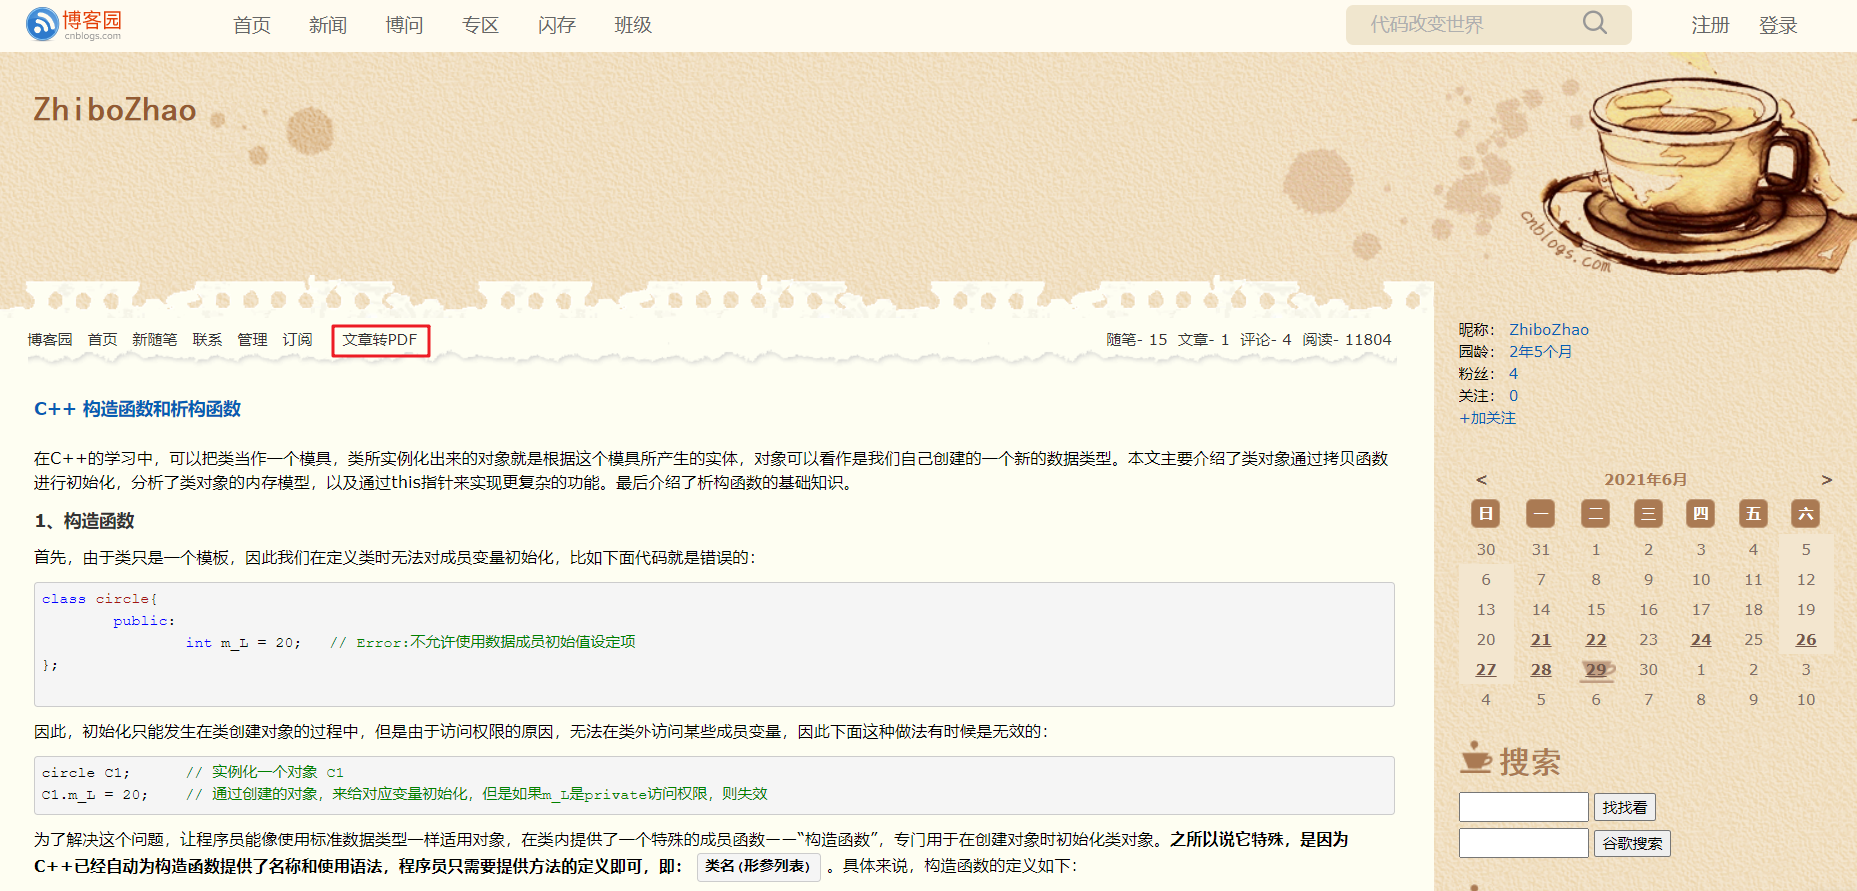 博客园
cnblogs.com
首页 新闻 博问 专区 闪存 班级
代码改变世界
注册 登录
ZhiboZhao
cnblogs.com
博客园 首页 新随笔 联系 管理 订阅 文章转PDF
随笔- 15 文章- 1 评论- 4 阅读- 11804
C++ 构造函数和析构函数
在C++的学习中，可以把类当作一个模具，类所实例化出来的对象就是根据这个模具所产生的实体，对象可以看作是我们自己创建的一个新的数据类型。本文主要介绍了类对象通过拷贝函数
进行初始化，分析了类对象的内存模型，以及通过this指针来实现更复杂的功能。最后介绍了析构函数的基础知识。
1、构造函数
首先，由于类只是一个模板，因此我们在定义类时无法对成员变量初始化，比如下面代码就是错误的：
class circle{
public:
int m_L = 20; // Error:不允许使用数据成员初始值设定项
};
因此，初始化只能发生在类创建对象的过程中，但是由于访问权限的原因，无法在类外访问某些成员变量，因此下面这种做法有时候是无效的：
circle C1; // 实例化一个对象 C1
C1.m_L = 20; // 通过创建的对象，来给对应变量初始化，但是如果m_L是private访问权限，则失效
为了解决这个问题，让程序员能像使用标准数据类型一样适用对象，在类内提供了一个特殊的成员函数——“构造函数”，专门用于在创建对象时初始化类对象。之所以说它特殊，是因为
C++已经自动为构造函数提供了名称和使用语法，程序员只需要提供方法的定义即可，即： 类名(形参列表) 。具体来说，构造函数的定义如下：
昵称： ZhiboZhao
园龄： 2年5个月
粉丝： 4
关注： 0
+加关注
< 2021年6月 >
日 一 二 三 四 五 六
30 31 1 2 3 4 5
6 7 8 9 10 11 12
13 14 15 16 17 18 19
20 21 22 23 24 25 26
27 28 29 30 1 2 3
4 5 6 7 8 9 10
搜索
找找看
谷歌搜索